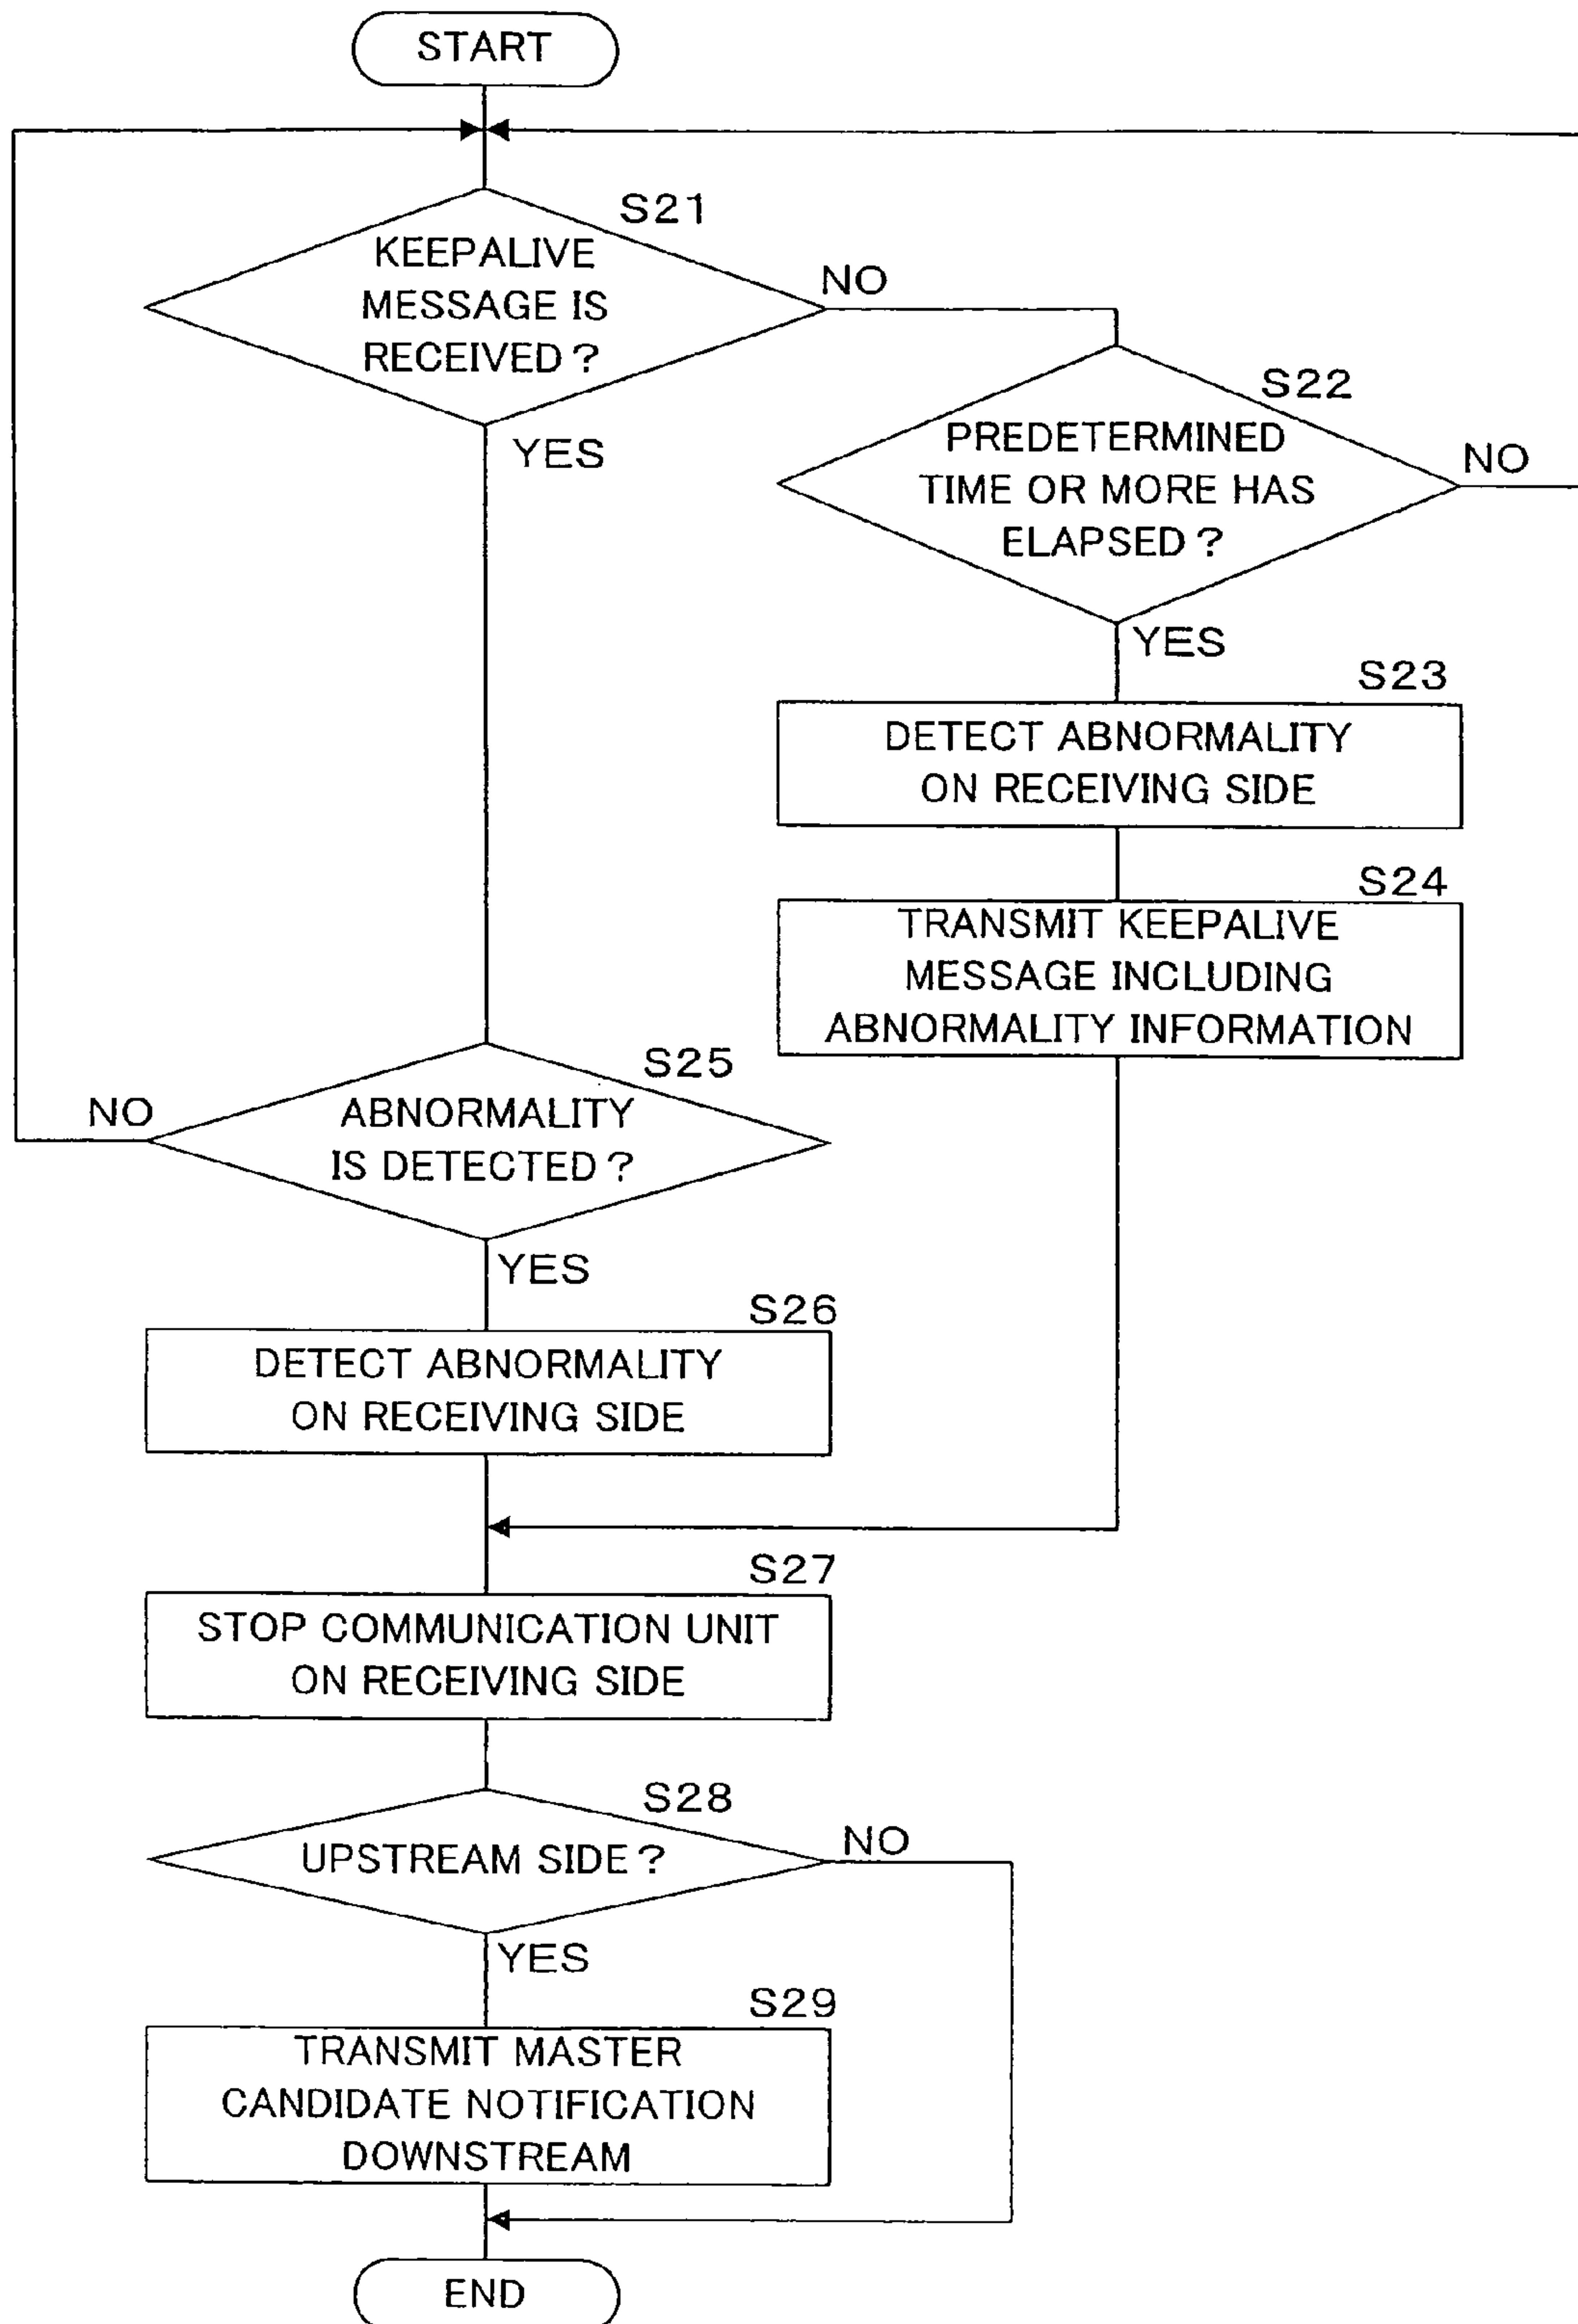 START
S21
KEEPALIVE
MESSAGE IS
RECEIVED?
NO
YES
S22
PREDETERMINED
TIME OR MORE HAS
ELAPSED?
NO
YES
S23
DETECT ABNORMALITY
ON RECEIVING SIDE
S24
TRANSMIT KEEPALIVE
MESSAGE INCLUDING
ABNORMALITY INFORMATION
S25
ABNORMALITY
IS DETECTED?
NO
YES
S26
DETECT ABNORMALITY
ON RECEIVING SIDE
S27
STOP COMMUNICATION UNIT
ON RECEIVING SIDE
S28
UPSTREAM SIDE?
NO
YES
S29
TRANSMIT MASTER
CANDIDATE NOTIFICATION
DOWNSTREAM
END